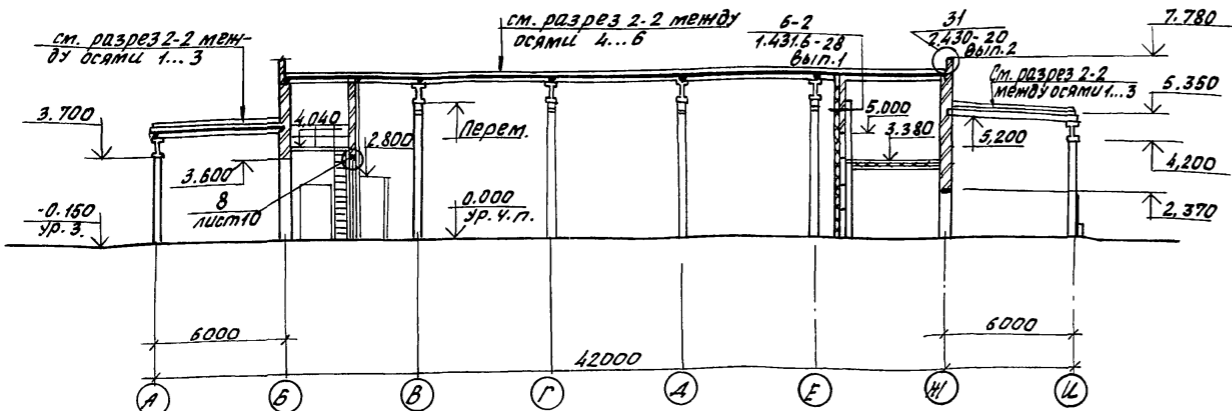 см. разрез 2-2 меж-
ду осями 1...3
см. разрез 2-2 между
осями 4...6
6-2
1.431.6-28
вып.1
31
2.430-20
вып.2
7.780
См. разрез 2-2
между осями 1...3
5.350
3.700
4,040
2.800
Перем.
5,000
3.380
5,200
4,200
3.600
8
лист 10
0.000
ур.ч.п.
-0.150
ур.з.
2,370
6000
6000
42000
А
Б
В
Г
Д
Е
Ж
И